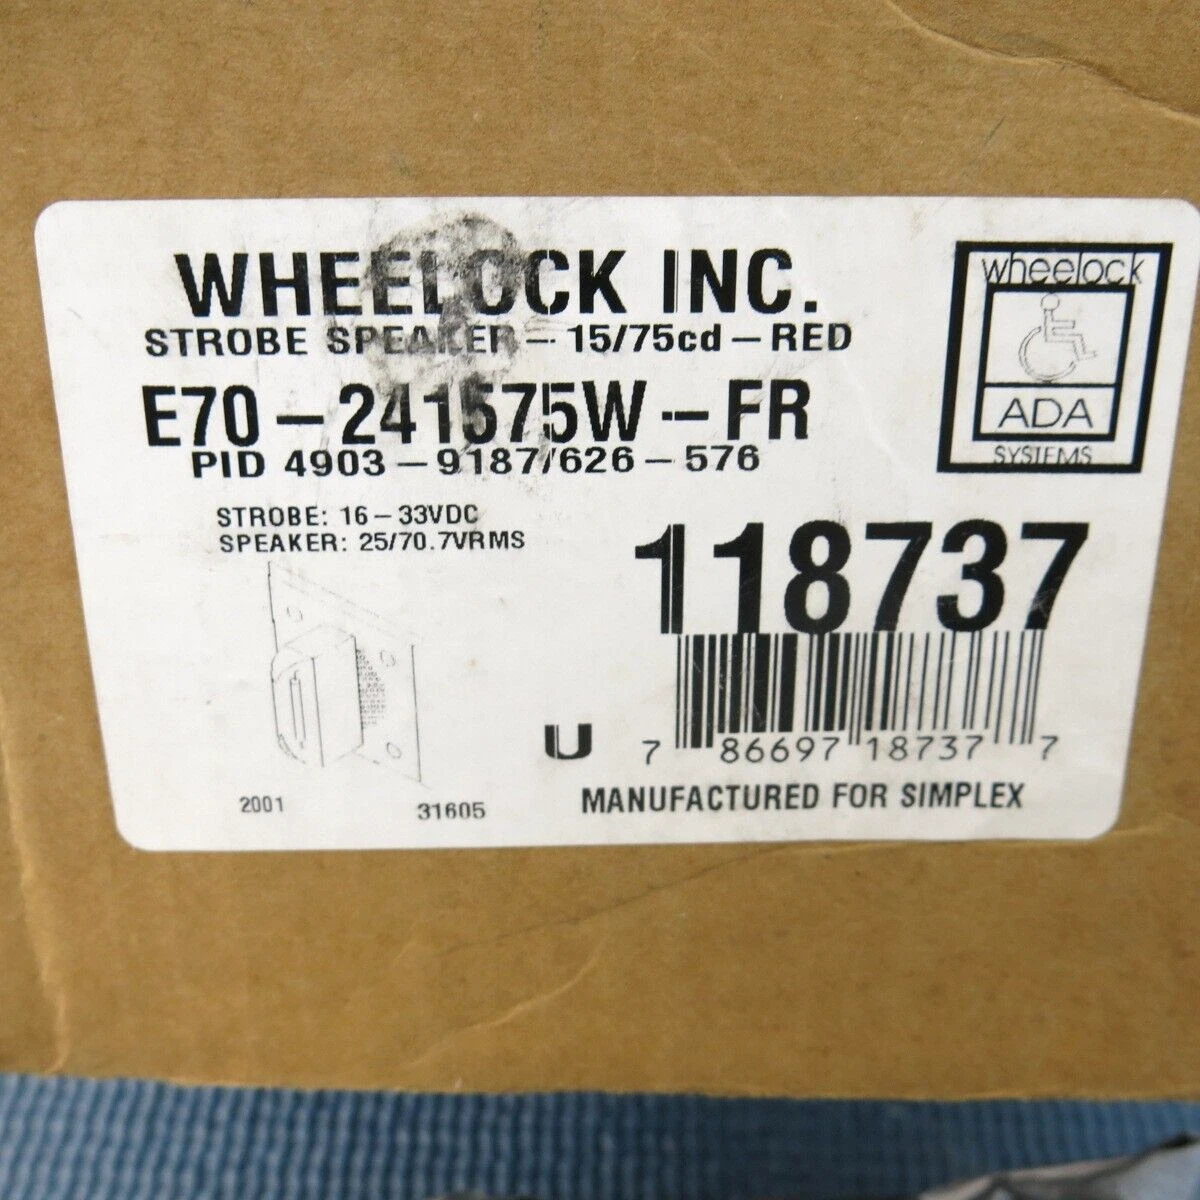 WHEELOCK INC.
STROBE SPEAKER – 15/75cd – RED
E70 – 241575W – FR
PID 4903 – 9187/626 – 576
wheelock
ADA
SYSTEMS
STROBE: 16 – 33VDC
SPEAKER: 25/70.7VRMS
118737
U
7 86697 18737 7
2001 31605
MANUFACTURED FOR SIMPLEX